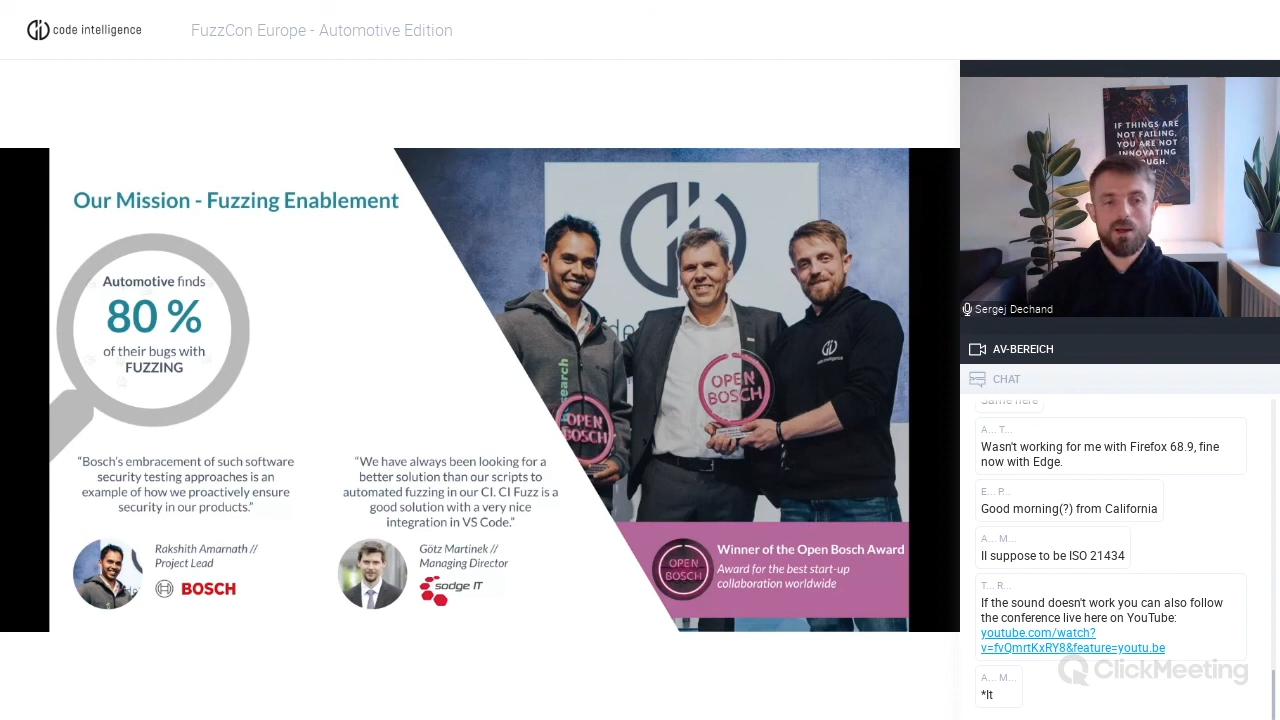 code intelligence
FuzzCon Europe - Automotive Edition
Our Mission - Fuzzing Enablement
Automotive finds
80 %
of their bugs with
FUZZING
“Bosch’s embracement of such software
security testing approaches is an
example of how we proactively ensure
security in our products.”
Rakshith Amarnath //
Project Lead
BOSCH
“We have always been looking for a
better solution than our scripts to
automated fuzzing in our CI. CI Fuzz is a
good solution with a very nice
integration in VS Code.”
Götz Martinek //
Managing Director
sodge IT
OPEN
BOSCH
OPEN
BOSCH
code intelligence
OPEN
BOSCH
Winner of the Open Bosch Award
Award for the best start-up
collaboration worldwide
IF THINGS ARE
NOT FAILING,
YOU ARE NOT
INNOVATING
Sergej Dechand
AV-BEREICH
CHAT
Same here
A... T...
Wasn't working for me with Firefox 68.9, fine
now with Edge.
E... P...
Good morning(?) from California
A... M...
II suppose to be ISO 21434
T... R...
If the sound doesn't work you can also follow
the conference live here on YouTube:
youtube.com/watch?
v=fvQmrtKxRY8&feature=youtu.be
A... M...
*It
ClickMeeting